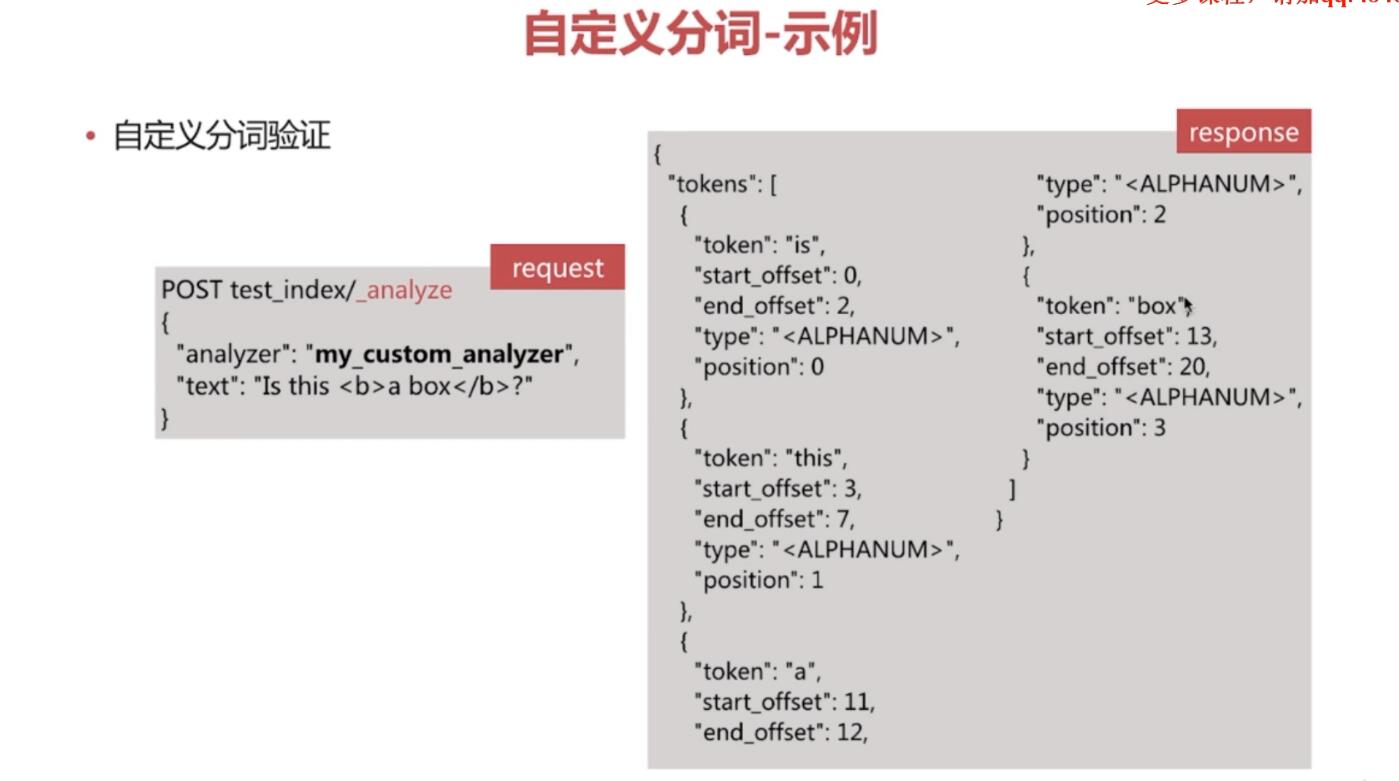 自定义分词-示例
• 自定义分词验证
request
POST test_index/_analyze
{
"analyzer": "my_custom_analyzer",
"text": "Is this <b>a box</b>?"
}
response
{
"tokens": [
{
"token": "is",
"start_offset": 0,
"end_offset": 2,
"type": "<ALPHANUM>",
"position": 0
},
{
"token": "this",
"start_offset": 3,
"end_offset": 7,
"type": "<ALPHANUM>",
"position": 1
},
{
"token": "a",
"start_offset": 11,
"end_offset": 12,
"type": "<ALPHANUM>",
"position": 2
},
{
"token": "box",
"start_offset": 13,
"end_offset": 20,
"type": "<ALPHANUM>",
"position": 3
}
]
}